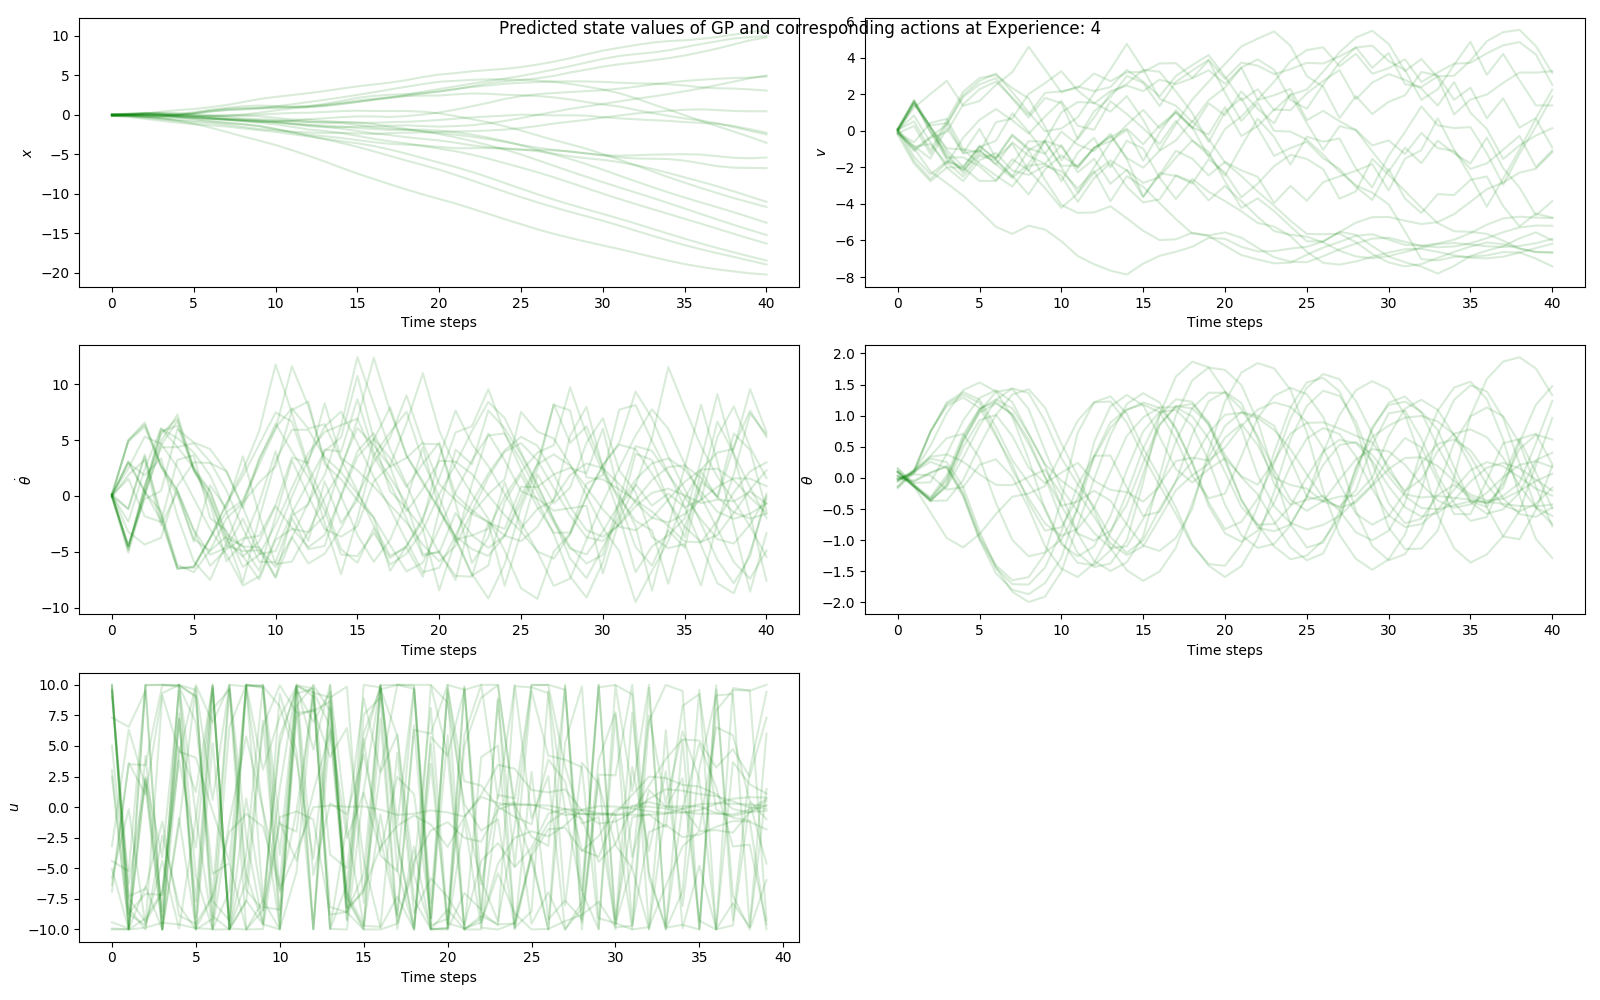 Predicted state values of GP and corresponding actions at Experience: 4
10
5
0
−5
−10
−15
−20
x
0 5 10 15 20 25 30 35 40
Time steps
6
4
2
0
−2
−4
−6
−8
v
0 5 10 15 20 25 30 35 40
Time steps
10
5
0
−5
−10
θ̇
0 5 10 15 20 25 30 35 40
Time steps
2.0
1.5
1.0
0.5
0.0
−0.5
−1.0
−1.5
−2.0
θ
0 5 10 15 20 25 30 35 40
Time steps
10.0
7.5
5.0
2.5
0.0
−2.5
−5.0
−7.5
−10.0
u
0 5 10 15 20 25 30 35 40
Time steps